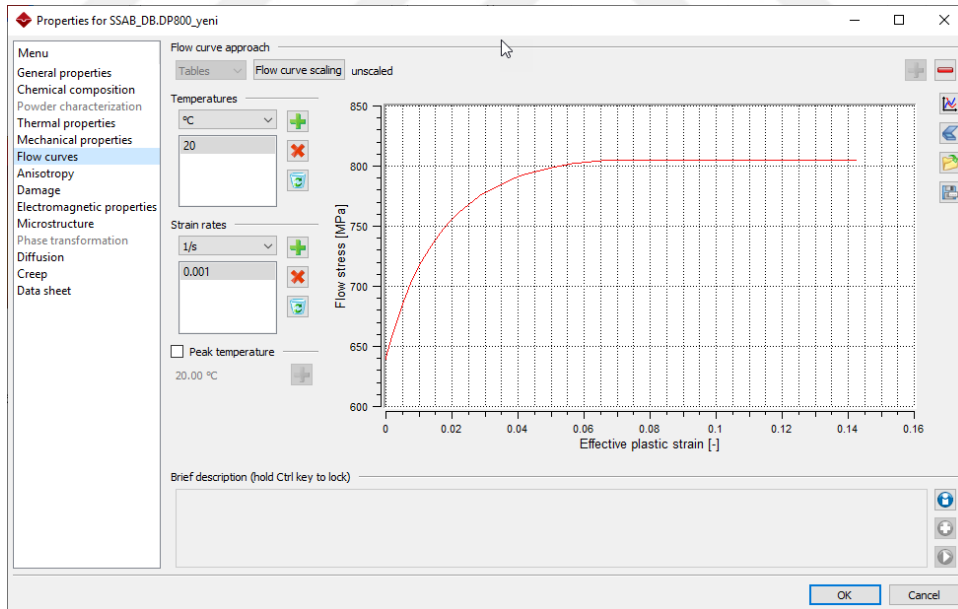 Properties for SSAB_DB.DP800_yeni
Menu
General properties
Chemical composition
Powder characterization
Thermal properties
Mechanical properties
Flow curves
Anisotropy
Damage
Electromagnetic properties
Microstructure
Phase transformation
Diffusion
Creep
Data sheet
Flow curve approach
Tables Flow curve scaling unscaled
Temperatures
°C
20
Strain rates
1/s
0.001
Peak temperature
20.00 °C
Flow stress [MPa]
850
800
750
700
650
600
0 0.02 0.04 0.06 0.08 0.1 0.12 0.14 0.16
Effective plastic strain [-]
Brief description (hold Ctrl key to lock)
OK Cancel